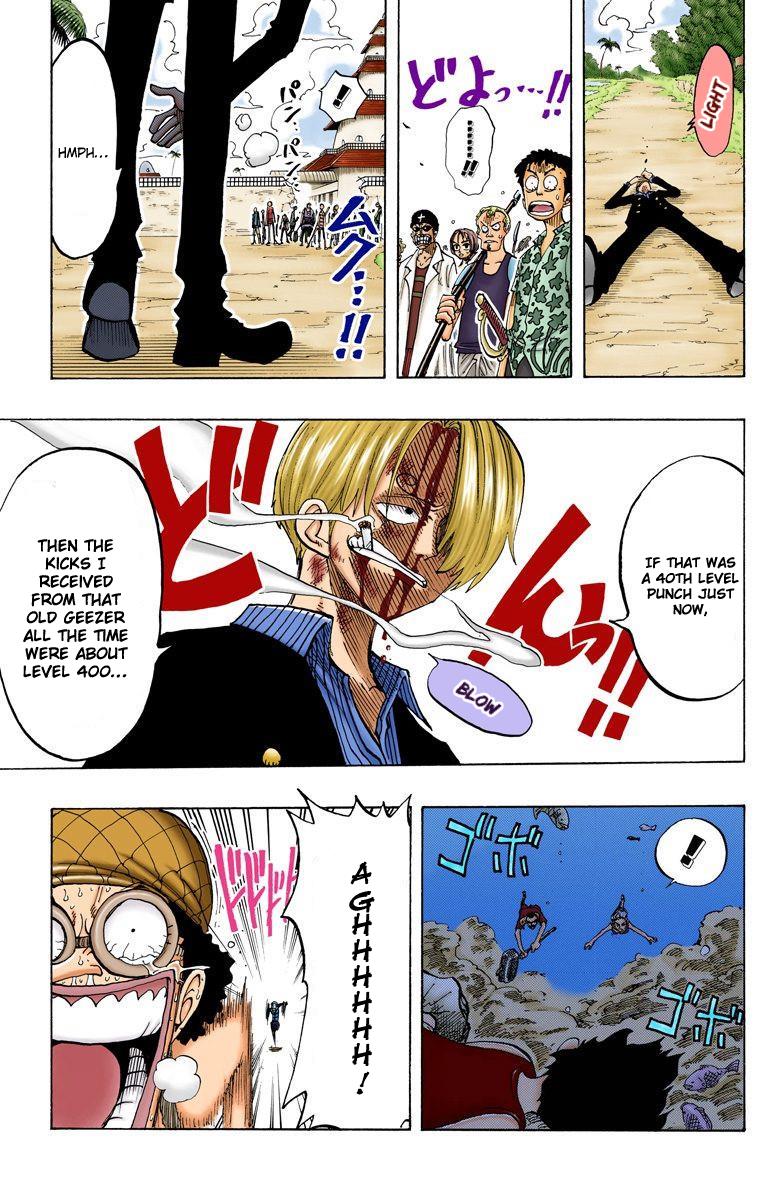 LIGHT
どよっ…!!
......!!
!
パンパン
ムク…!!
HMPH...
IF THAT WAS
A 40TH LEVEL
PUNCH JUST
NOW,
どんっ!!
BLOW
THEN THE
KICKS I
RECEIVED
FROM THAT
OLD GEEZER
ALL THE TIME
WERE ABOUT
LEVEL 400...
!
ゴボ
ゴボ
AGHHHHHHH!
ドドドド